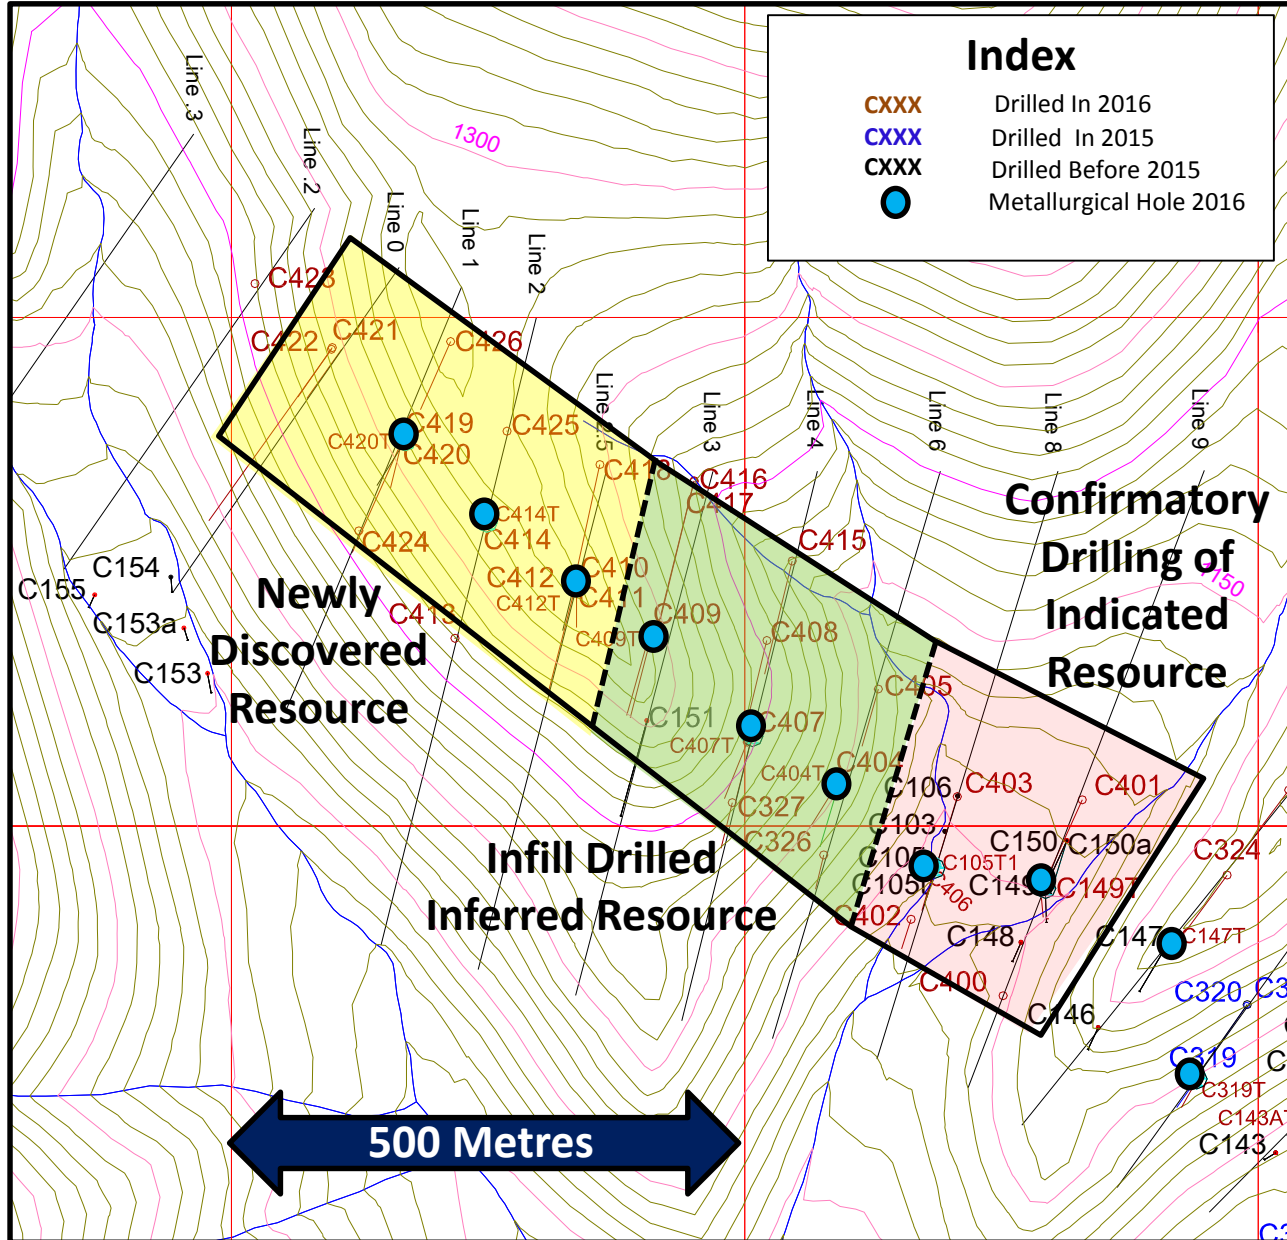 Index
CXXX Drilled In 2016
CXXX Drilled In 2015
CXXX Drilled Before 2015
Metallurgical Hole 2016
1300
Line .3
Line .2
Line 0
Line 1
Line 2
Line 2.5
Line 3
Line 4
Line 6
Line 8
Line 9
C423
C421
C422
C426
C419
C420T
C420
C425
C418
C416
C417
C414T
C414
C424
C415
C410
C412
C411
C412T
C413
C409
C409T
C408
C405
C151
C407
C407T
C404
C404T
C327
C326
C154
C155
C153a
C153
Newly
Discovered
Resource
Infill Drilled
Inferred Resource
Confirmatory
Drilling of
Indicated
Resource
1150
C106
C403
C401
C103
C150
C150a
C105T1
C406
C149T
C402
C148
C400
C324
C147
C147T
C146
C320
C319
C319T
C143
500 Metres